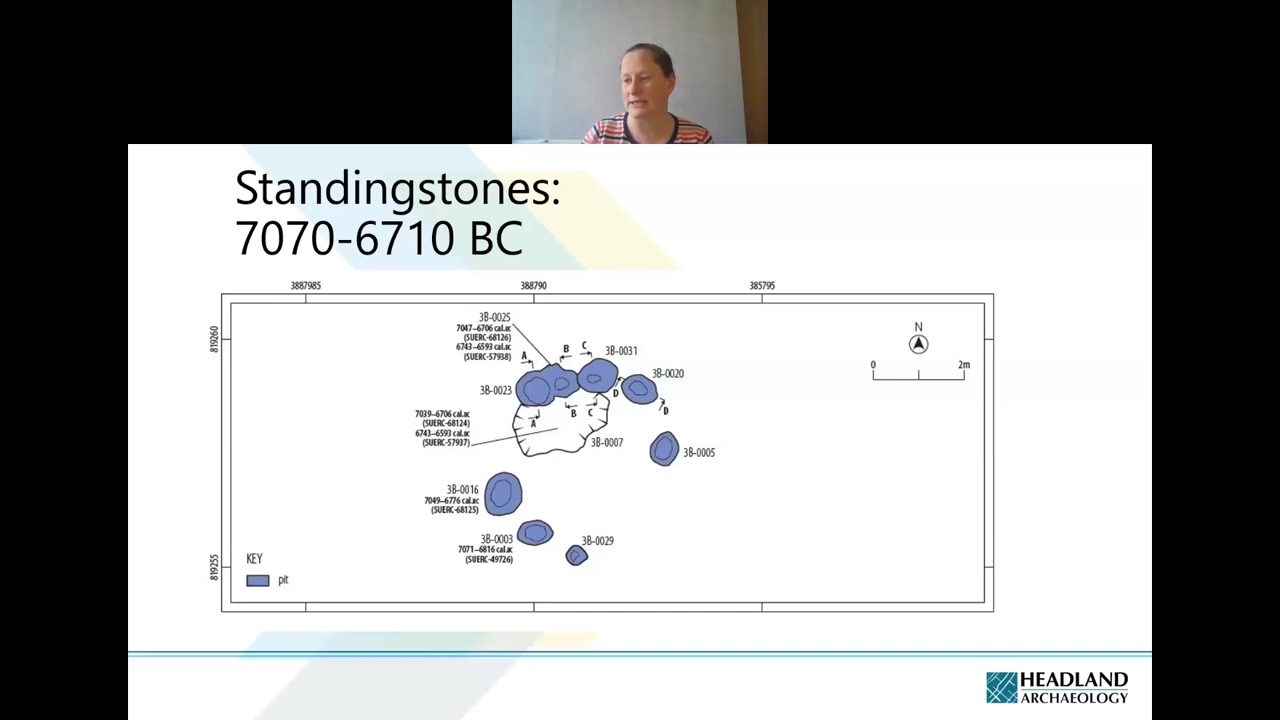 Standingstones:
7070-6710 BC
3887985
388790
385795
819260
819255
3B-0025
7047–6706 cal.BC
(SUERC-68126)
6743–6593 cal.BC
(SUERC-57938)
A
B
C
3B-0031
3B-0023
3B-0020
D
D
A
B
C
7039–6706 cal.BC
(SUERC-68124)
6743–6593 cal.BC
(SUERC-57937)
3B-0007
3B-0005
3B-0016
7049–6776 cal.BC
(SUERC-68125)
3B-0003
7071–6816 cal.BC
(SUERC-49726)
3B-0029
N
0 2m
KEY
pit
HEADLAND
ARCHAEOLOGY